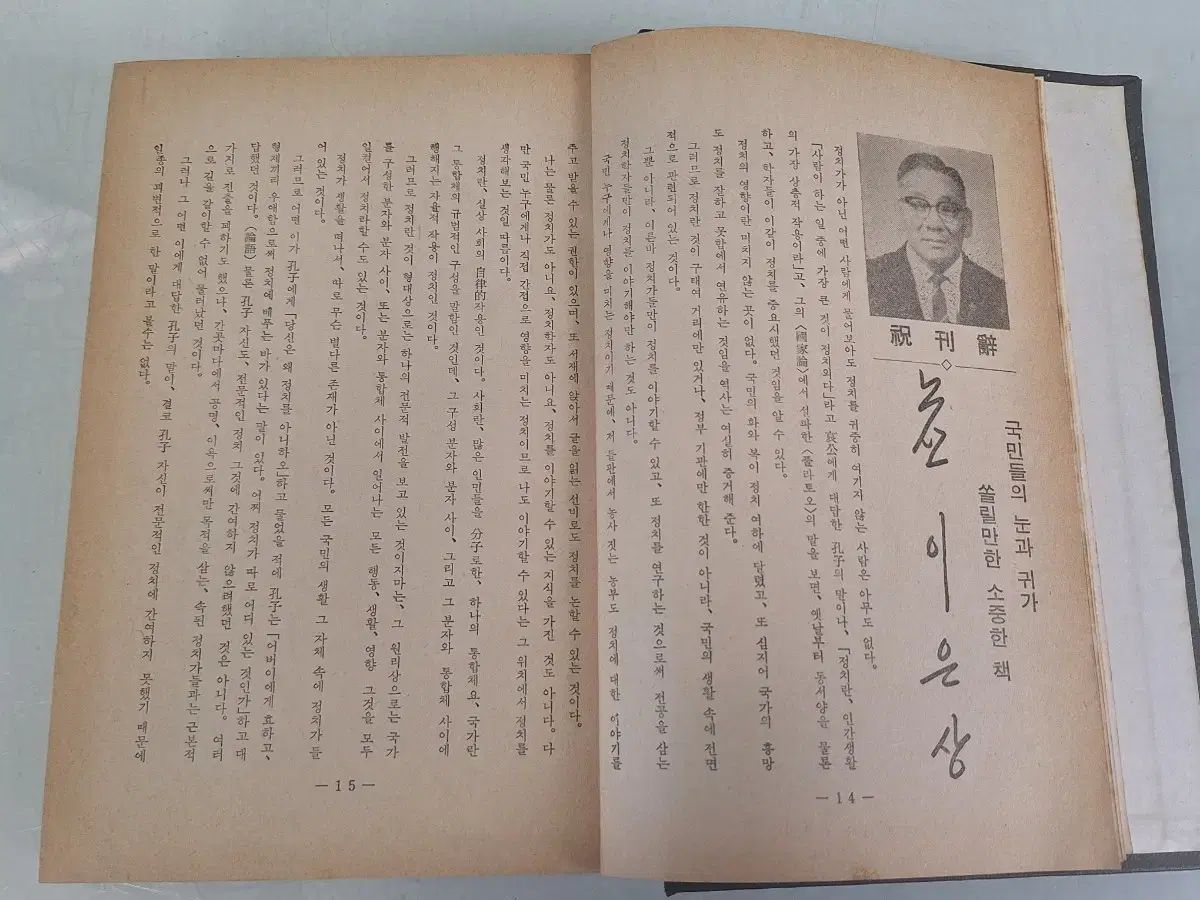 국민들의 눈과 귀가
쏠릴만한 소중한 책
祝刊辭
이은상
정치가가 아닌 어떤 사람에게 물어보아도 정치를 귀중히 여기지 않는 사람은 아무도 없다.
「사람이 하는 일 중에 가장 큰 것이 정치외다」라고 哀公에게 대답한 孔子의 말이나, 「정치란, 인간생활
의 가장 상층적 작용이라」고, 그의 〈國家論〉에서 설파한 〈플라토오〉의 말을 보면, 옛날부터 동서양을 물론
하고, 학자들이 이같이 정치를 중요시했던 것임을 알 수 있다.
정치의 영향이란 미치지 않는 곳이 없다. 국민의 화와 복이 정치 여하에 달렸고, 또 심지어 국가의 흥망
도 정치를 잘하고 못함에서 연유하는 것임을 역사는 여실히 증거해 준다.
그러므로 정치란 것이 구태여 거리에만 있거나, 정부 기관에만 한한 것이 아니라, 국민의 생활 속에 전면
적으로 관련되어 있는 것이다.
그뿐 아니라, 이른바 정치가들만이 정치를 이야기할 수 있고, 또 정치를 연구하는 것으로써 전공을 삼는
정치학자들만이 정치를 이야기해야만 하는 것도 아니다.
국민 누구에게나 영향을 미치는 정치이기 때문에, 저 들판에서 농사 짓는 농부도 정치에 대한 이야기를
—14—
주고 받을 수 있는 권한이 있으며, 또 서재에 앉아서 글을 읽는 선비로도 정치를 논할 수 있는 것이다.
나는 물론 정치가도 아니요, 정치학자도 아니요, 정치를 이야기할 수 있는 지식을 가진 것도 아니다. 다
만 국민 누구에게나 직접 간접으로 영향을 미치는 정치이므로 나도 이야기할 수 있다는 그 위치에서 정치를
생각해보는 것일 따름이다.
정치란, 실상 사회의 自律的작용인 것이다. 사회란, 많은 인민들을 分子로한, 하나의 통합체요, 국가란
그 통합체의 규범적인 구성을 말함인 것인데, 그 구성 분자와 분자 사이, 그리고 그 분자와 통합체 사이에
행해지는 자율적 작용이 정치인 것이다.
그러므로 정치란 것이 형태상으로는 하나의 전문적 발전을 보고 있는 것이지마는, 그 원리상으로는 국가
를 구성한 분자와 분자 사이, 또는 분자와 통합체 사이에서 일어나는 모든 행동, 생활, 영향 그것을 모두
일컬어서 정치라할 수도 있는 것이다.
정치가 생활을 떠나서, 따로 무슨 별다른 존재가 아닌 것이다. 모든 국민의 생활 그 자체 속에 정치가 들
어 있는 것이다.
그러므로 어떤 이가 孔子에게 「당신은 왜 정치를 아니하오」하고 물었을 적에 孔子는 「어버이에게 효하고,
형제끼리 우애함으로써 정치에 베푸는 바가 있다는 말이 있다. 어찌 정치가 따로 어디 있는 것인가」하고 대
답했던 것이다. 〈論語〉 물론 孔子 자신도, 전문적인 정치 그것에 간여하지 않으려했던 것은 아니다. 여러
가지로 진출을 꾀하기도 했으나, 간곳마다에서 공명, 이욕으로써만 목적을 삼는, 속된 정치가들과는 근본적
으로 길을 같이할 수 없어 물러났던 것이다.
그러나 그 어떤 이에게 대답한 孔子의 말이, 결코 孔子 자신이 전문적인 정치에 간여하지 못했기 때문에
일종의 피변적으로 한 말이라고 볼수는 없다.
—15—